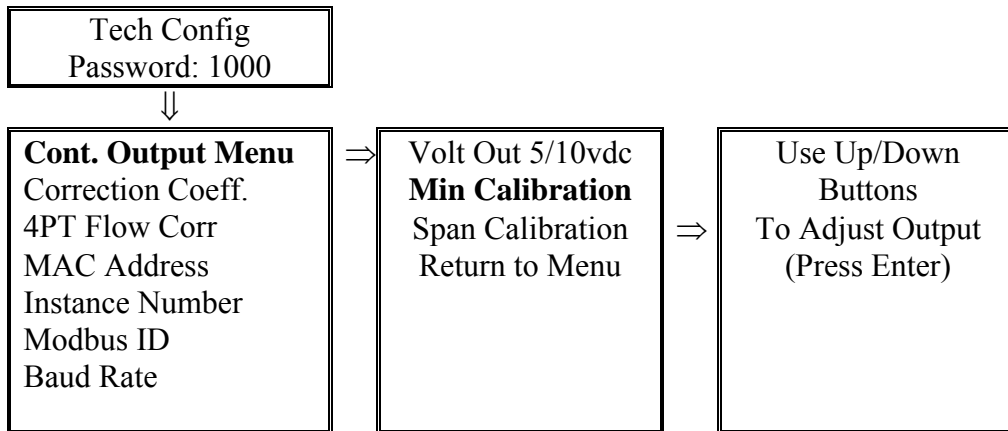 Tech Config
Password: 1000
⇓
Cont. Output Menu
Correction Coeff.
4PT Flow Corr
MAC Address
Instance Number
Modbus ID
Baud Rate
⇒
Volt Out 5/10vdc
Min Calibration
Span Calibration
Return to Menu
⇒
Use Up/Down
Buttons
To Adjust Output
(Press Enter)